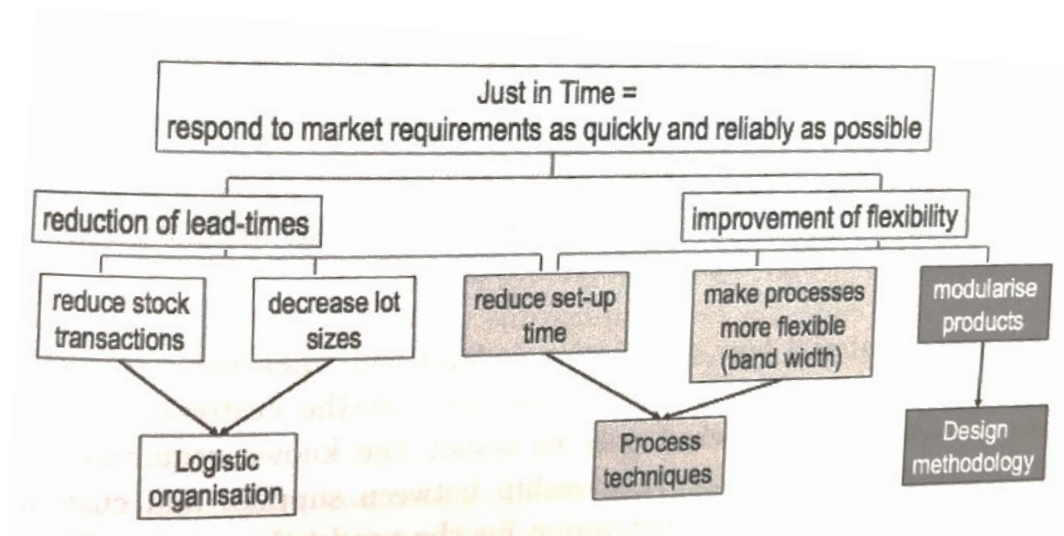 Just in Time =
respond to market requirements as quickly and reliably as possible
reduction of lead-times
improvement of flexibility
reduce stock
transactions
decrease lot
sizes
reduce set-up
time
make processes
more flexible
(band width)
modularise
products
Logistic
organisation
Process
techniques
Design
methodology